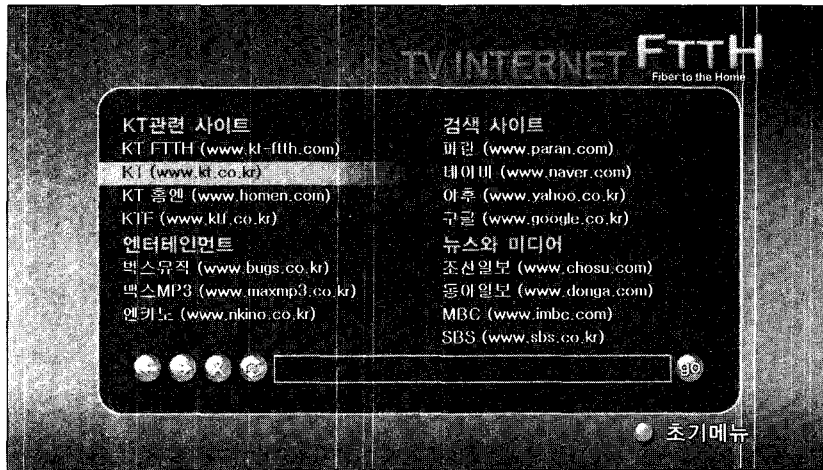 TV INTERNET FTTH
Fiber to the Home
KT관련 사이트
KT FTTH (www.kt-ftth.com)
KT (www.kt.co.kr)
KT 홈엔 (www.homen.com)
KTF (www.ktf.co.kr)
엔터테인먼트
벅스뮤직 (www.bugs.co.kr)
맥스MP3 (www.maxmp3.co.kr)
엔키노 (www.nkino.co.kr)
검색 사이트
파란 (www.paran.com)
네이버 (www.naver.com)
야후 (www.yahoo.co.kr)
구글 (www.google.co.kr)
뉴스와 미디어
조선일보 (www.chosu.com)
동아일보 (www.donga.com)
MBC (www.imbc.com)
SBS (www.sbs.co.kr)
go
초기메뉴